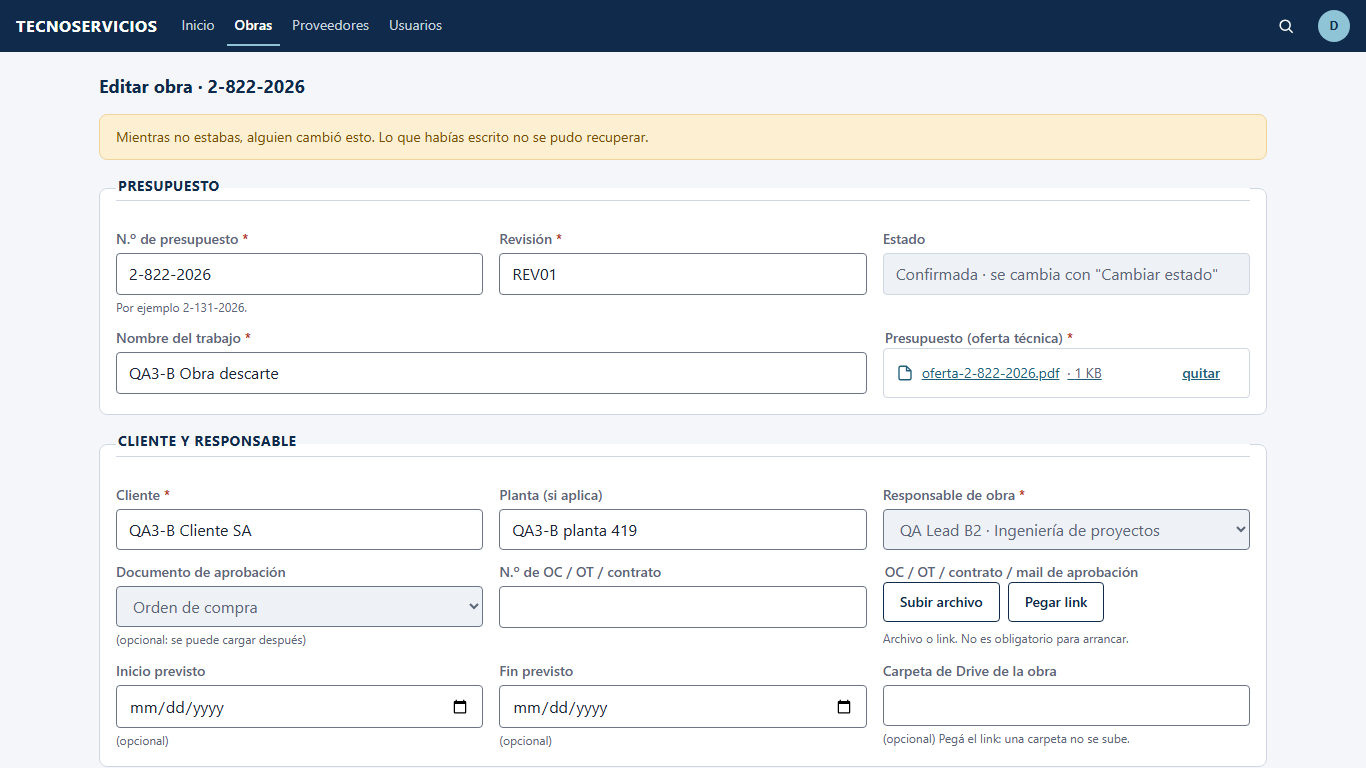 TECNOSERVICIOS Inicio Obras Proveedores Usuarios D
Editar obra · 2-822-2026
Mientras no estabas, alguien cambió esto. Lo que habías escrito no se pudo recuperar.
PRESUPUESTO
N.º de presupuesto * Revisión * Estado
2-822-2026 REV01 Confirmada · se cambia con "Cambiar estado"
Por ejemplo 2-131-2026.
Nombre del trabajo * Presupuesto (oferta técnica) *
QA3-B Obra descarte oferta-2-822-2026.pdf · 1 KB quitar
CLIENTE Y RESPONSABLE
Cliente * Planta (si aplica) Responsable de obra *
QA3-B Cliente SA QA3-B planta 419 QA Lead B2 · Ingeniería de proyectos
Documento de aprobación N.º de OC / OT / contrato OC / OT / contrato / mail de aprobación
Orden de compra Subir archivo Pegar link
(opcional: se puede cargar después) Archivo o link. No es obligatorio para arrancar.
Inicio previsto Fin previsto Carpeta de Drive de la obra
mm/dd/yyyy mm/dd/yyyy
(opcional) (opcional) (opcional) Pegá el link: una carpeta no se sube.